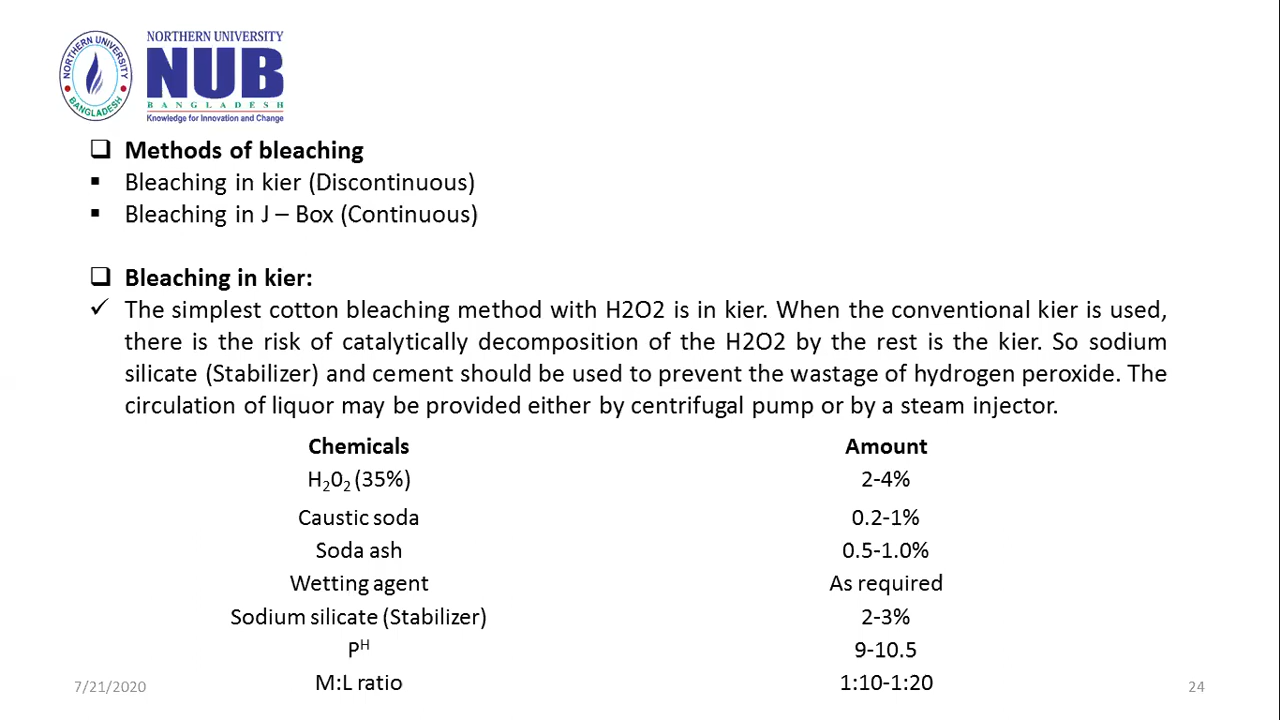 NORTHERN UNIVERSITY
NUB
BANGLADESH
Knowledge for Innovation and Change
NORTHERN UNIVERSITY
BANGLADESH
Methods of bleaching
Bleaching in kier (Discontinuous)
Bleaching in J – Box (Continuous)
Bleaching in kier:
The simplest cotton bleaching method with H2O2 is in kier. When the conventional kier is used,
there is the risk of catalytically decomposition of the H2O2 by the rest is the kier. So sodium
silicate (Stabilizer) and cement should be used to prevent the wastage of hydrogen peroxide. The
circulation of liquor may be provided either by centrifugal pump or by a steam injector.
Chemicals Amount
H₂0₂ (35%) 2-4%
Caustic soda 0.2-1%
Soda ash 0.5-1.0%
Wetting agent As required
Sodium silicate (Stabilizer) 2-3%
Pᴴ 9-10.5
M:L ratio 1:10-1:20
7/21/2020 24